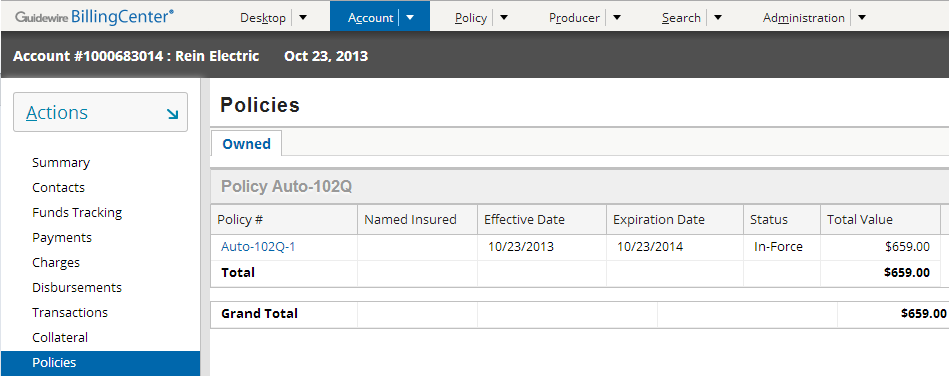 Guidewire BillingCenter® Desktop Account Policy Producer Search Administration
Account #1000683014 : Rein Electric Oct 23, 2013
Actions
Summary
Contacts
Funds Tracking
Payments
Charges
Disbursements
Transactions
Collateral
Policies
Policies
Owned
Policy Auto-102Q
Policy # Named Insured Effective Date Expiration Date Status Total Value
Auto-102Q-1 10/23/2013 10/23/2014 In-Force $659.00
Total $659.00
Grand Total $659.00